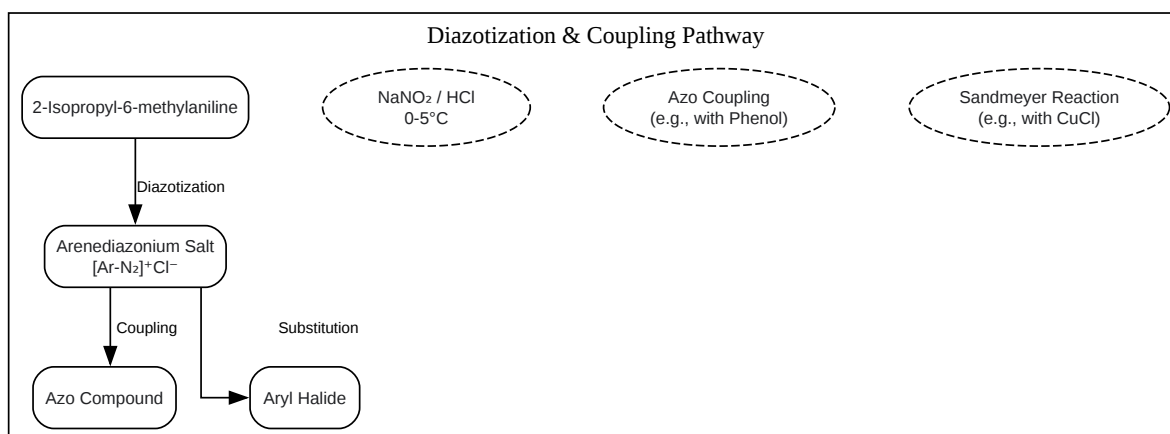 Diazotization & Coupling Pathway
2-Isopropyl-6-methylaniline
NaNO₂ / HCl
0-5°C
Azo Coupling
(e.g., with Phenol)
Sandmeyer Reaction
(e.g., with CuCl)
Diazotization
Arenediazonium Salt
[Ar-N₂]⁺Cl⁻
Coupling
Substitution
Azo Compound
Aryl Halide